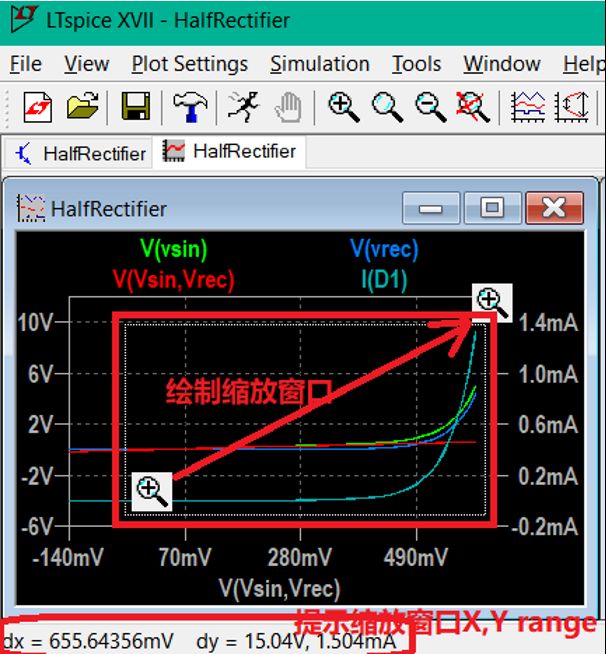 LTspice XVII - HalfRectifier
File View Plot Settings Simulation Tools Window Help
HalfRectifier HalfRectifier
HalfRectifier
V(vsin) V(vrec)
V(Vsin,Vrec) I(D1)
10V 1.4mA
6V 1.0mA
2V 0.6mA
-2V 0.2mA
-6V -0.2mA
绘制缩放窗口
-140mV 70mV 280mV 490mV
V(Vsin,Vrec)
提示缩放窗口X,Y range
dx = 655.64356mV dy = 15.04V, 1.504mA